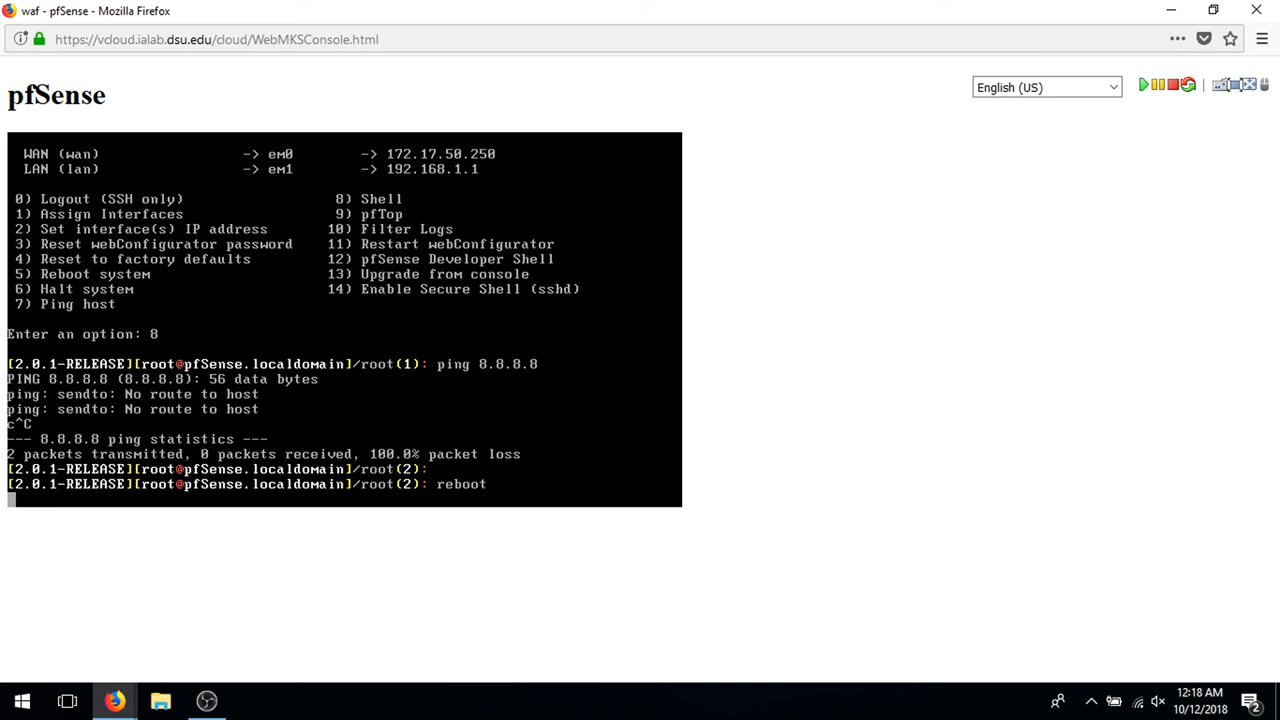 waf - pfSense - Mozilla Firefox
https://vcloud.ialab.dsu.edu/cloud/WebMKSConsole.html
pfSense
English (US)
WAN (wan) -> em0 -> 172.17.50.250
LAN (lan) -> em1 -> 192.168.1.1
0) Logout (SSH only) 8) Shell
1) Assign Interfaces 9) pfTop
2) Set interface(s) IP address 10) Filter Logs
3) Reset webConfigurator password 11) Restart webConfigurator
4) Reset to factory defaults 12) pfSense Developer Shell
5) Reboot system 13) Upgrade from console
6) Halt system 14) Enable Secure Shell (sshd)
7) Ping host
Enter an option: 8
[2.0.1-RELEASE][root@pfSense.localdomain]/root(1): ping 8.8.8.8
PING 8.8.8.8 (8.8.8.8): 56 data bytes
ping: sendto: No route to host
ping: sendto: No route to host
c^C
--- 8.8.8.8 ping statistics ---
2 packets transmitted, 0 packets received, 100.0% packet loss
[2.0.1-RELEASE][root@pfSense.localdomain]/root(2):
[2.0.1-RELEASE][root@pfSense.localdomain]/root(2): reboot
12:18 AM
10/12/2018
2